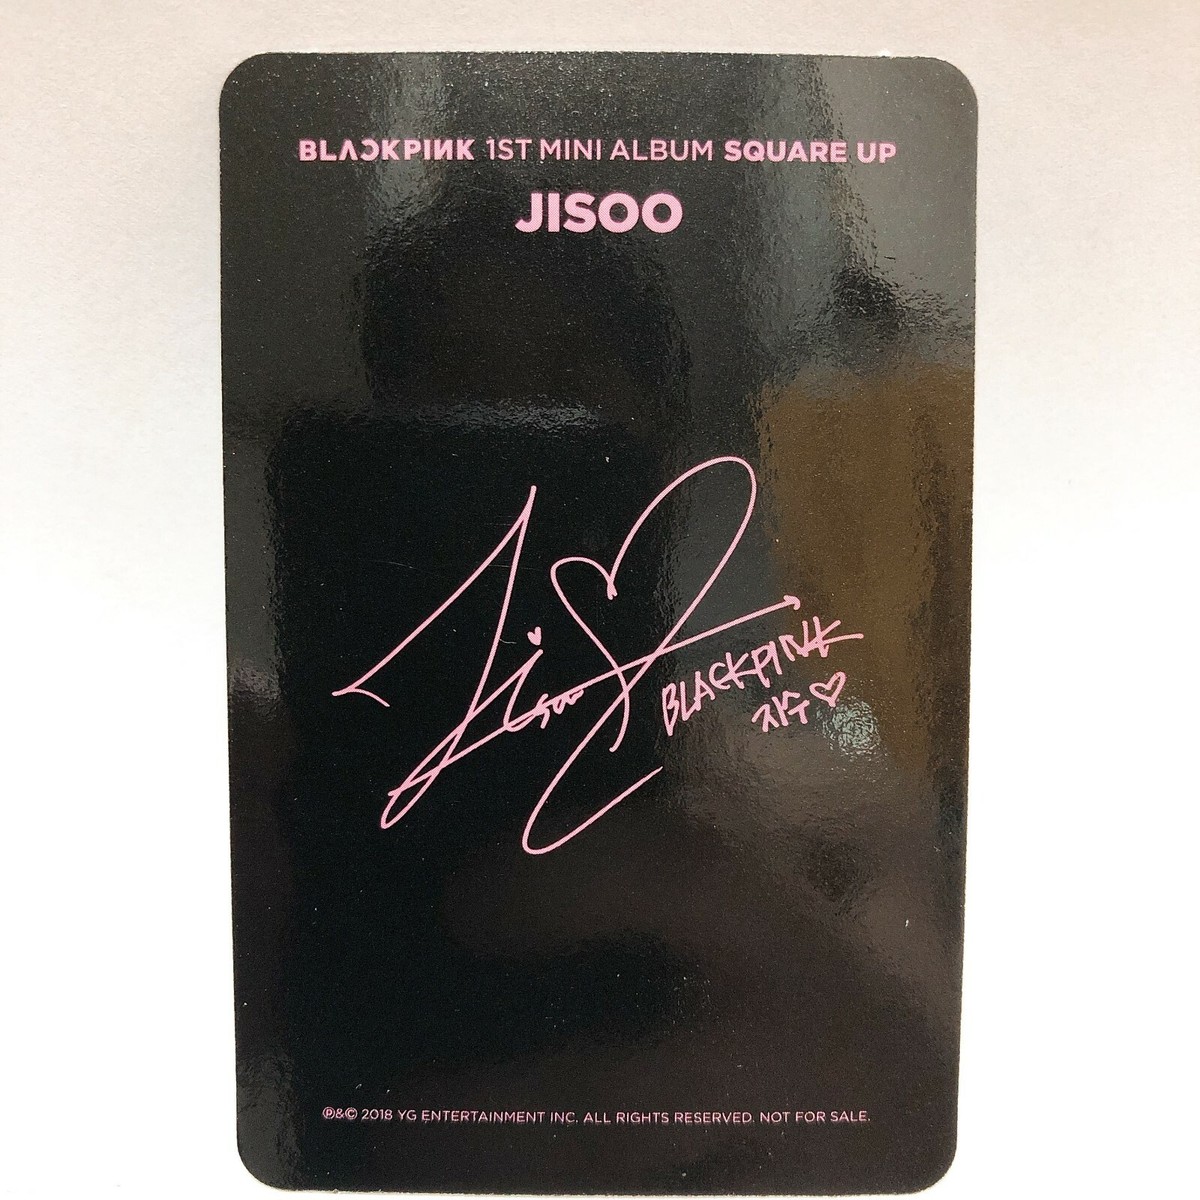 BLACKPINK 1ST MINI ALBUM SQUARE UP
JISOO
Jisoo
BLACKPINK
지수♡
℗&© 2018 YG ENTERTAINMENT INC. ALL RIGHTS RESERVED. NOT FOR SALE.